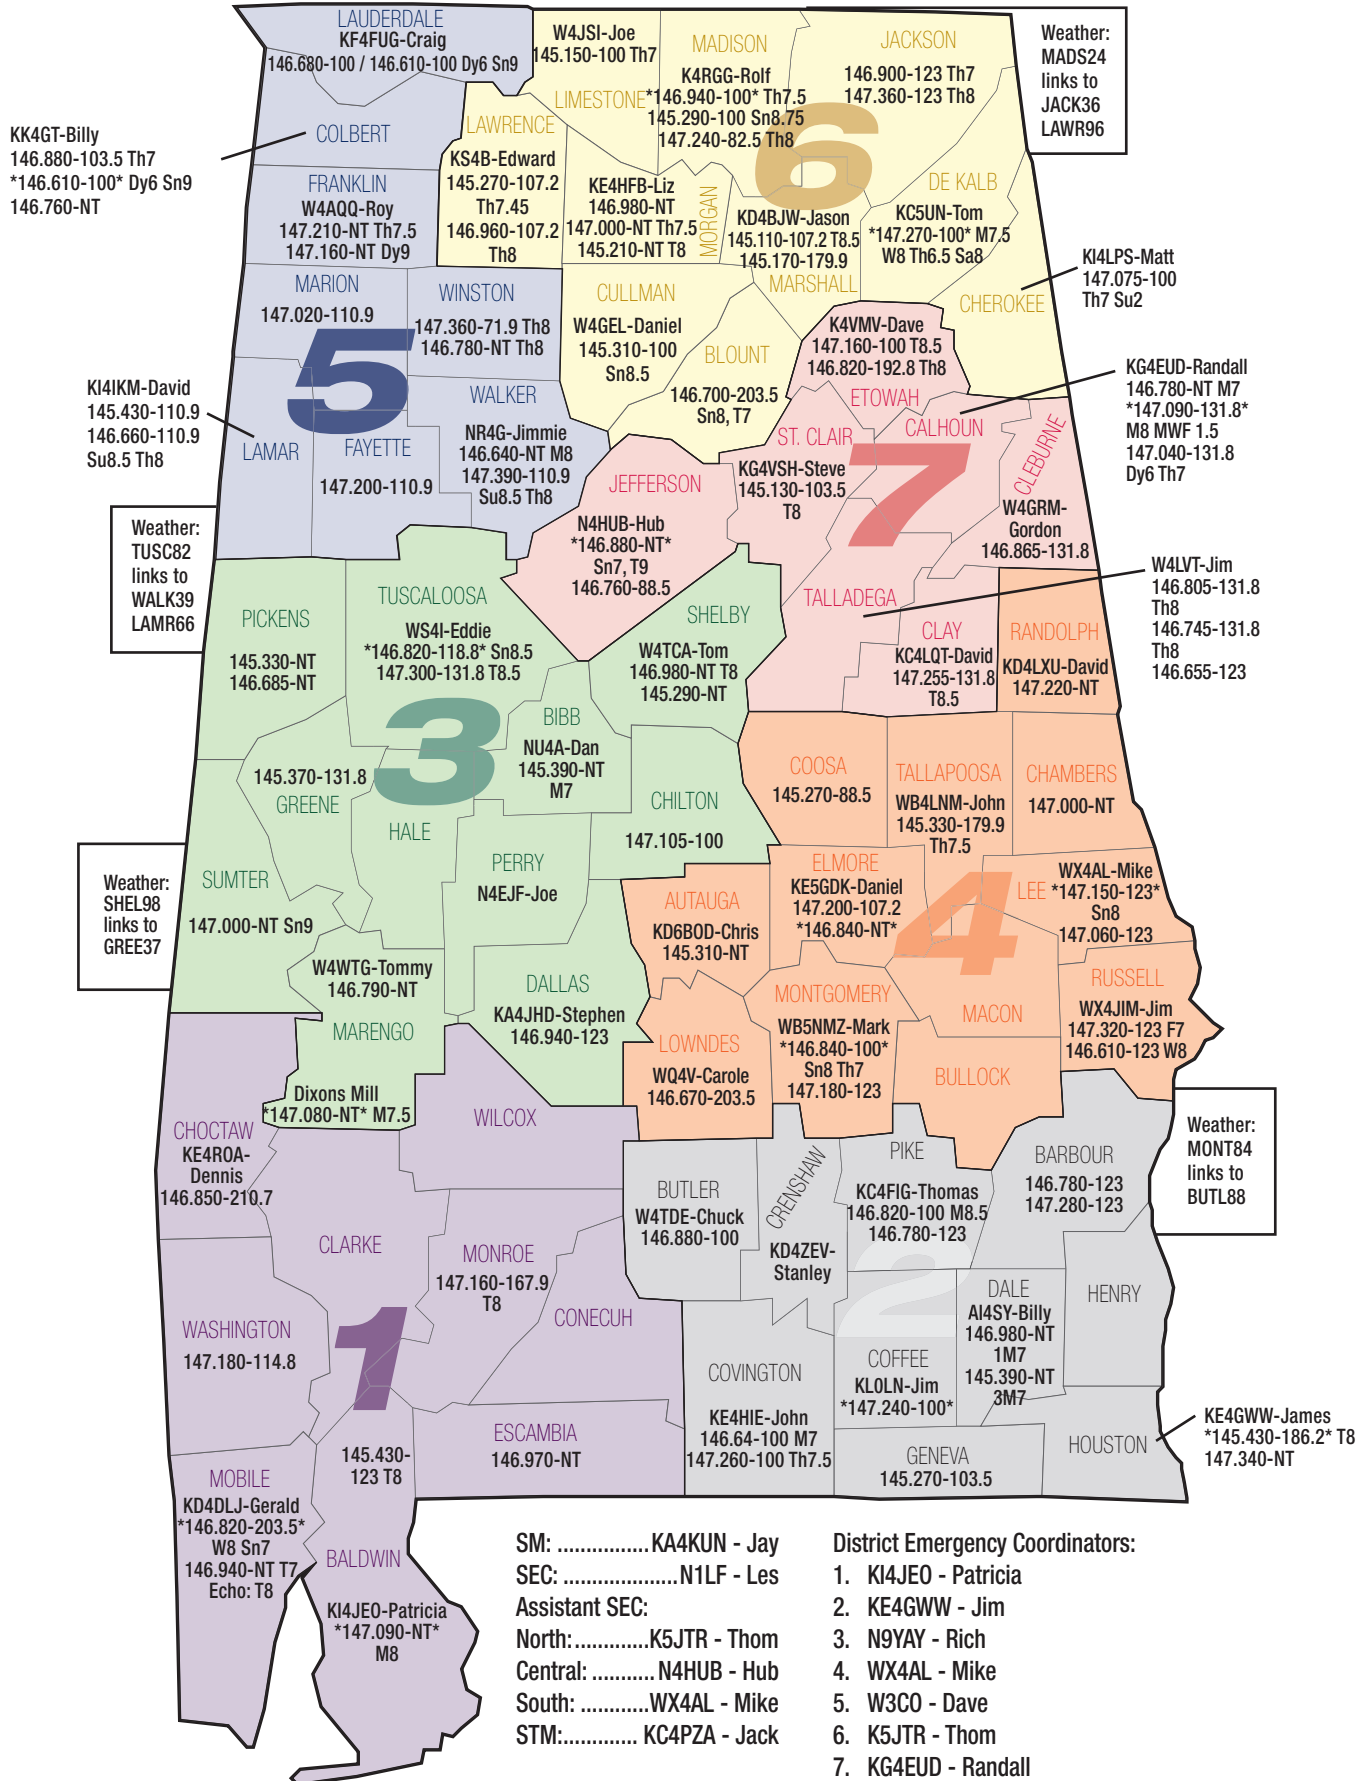 LAUDERDALE
KF4FUG-Craig
146.680-100 / 146.610-100 Dy6 Sn9
W4JSI-Joe
145.150-100 Th7
LIMESTONE
MADISON
K4RGG-Rolf
*146.940-100* Th7.5
145.290-100 Sn8.75
147.240-82.5 Th8
JACKSON
146.900-123 Th7
147.360-123 Th8
6
Weather:
MADS24
links to
JACK36
LAWR96
KK4GT-Billy
146.880-103.5 Th7
*146.610-100* Dy6 Sn9
146.760-NT
COLBERT
LAWRENCE
KS4B-Edward
145.270-107.2
Th7.45
146.960-107.2
Th8
FRANKLIN
W4AQQ-Roy
147.210-NT Th7.5
147.160-NT Dy9
KE4HFB-Liz
146.980-NT
147.000-NT Th7.5
145.210-NT T8
MORGAN
KD4BJW-Jason
145.110-107.2 T8.5
145.170-179.9
MARSHALL
DE KALB
KC5UN-Tom
*147.270-100* M7.5
W8 Th6.5 Sa8
KI4LPS-Matt
147.075-100
Th7 Su2
CHEROKEE
MARION
147.020-110.9
WINSTON
147.360-71.9 Th8
146.780-NT Th8
CULLMAN
W4GEL-Daniel
145.310-100
Sn8.5
BLOUNT
146.700-203.5
Sn8, T7
K4VMV-Dave
147.160-100 T8.5
146.820-192.8 Th8
ETOWAH
5
KI4IKM-David
145.430-110.9
146.660-110.9
Su8.5 Th8
LAMAR
FAYETTE
147.200-110.9
WALKER
NR4G-Jimmie
146.640-NT M8
147.390-110.9
Su8.5 Th8
JEFFERSON
N4HUB-Hub
*146.880-NT*
Sn7, T9
146.760-88.5
ST. CLAIR
KG4VSH-Steve
145.130-103.5
T8
CALHOUN
7
CLEBURNE
W4GRM-
Gordon
146.865-131.8
KG4EUD-Randall
146.780-NT M7
*147.090-131.8*
M8 MWF 1.5
147.040-131.8
Dy6 Th7
Weather:
TUSC82
links to
WALK39
LAMR66
PICKENS
145.330-NT
146.685-NT
TUSCALOOSA
WS4I-Eddie
*146.820-118.8* Sn8.5
147.300-131.8 T8.5
SHELBY
W4TCA-Tom
146.980-NT T8
145.290-NT
TALLADEGA
W4LVT-Jim
146.805-131.8
Th8
146.745-131.8
Th8
146.655-123
CLAY
KC4LQT-David
147.255-131.8
T8.5
RANDOLPH
KD4LXU-David
147.220-NT
3
BIBB
NU4A-Dan
145.390-NT
M7
145.370-131.8
GREENE
HALE
CHILTON
147.105-100
PERRY
N4EJF-Joe
COOSA
145.270-88.5
TALLAPOOSA
WB4LNM-John
145.330-179.9
Th7.5
CHAMBERS
147.000-NT
Weather:
SHEL98
links to
GREE37
SUMTER
147.000-NT Sn9
W4WTG-Tommy
146.790-NT
MARENGO
Dixons Mill
*147.080-NT* M7.5
DALLAS
KA4JHD-Stephen
146.940-123
AUTAUGA
KD6BOD-Chris
145.310-NT
ELMORE
KE5GDK-Daniel
147.200-107.2
*146.840-NT*
4
LEE
WX4AL-Mike
*147.150-123*
Sn8
147.060-123
RUSSELL
WX4JIM-Jim
147.320-123 F7
146.610-123 W8
MACON
BULLOCK
MONTGOMERY
WB5NMZ-Mark
*146.840-100*
Sn8 Th7
147.180-123
LOWNDES
WQ4V-Carole
146.670-203.5
Weather:
MONT84
links to
BUTL88
CHOCTAW
KE4ROA-
Dennis
146.850-210.7
WILCOX
CLARKE
MONROE
147.160-167.9
T8
CONECUH
WASHINGTON
147.180-114.8
1
BUTLER
W4TDE-Chuck
146.880-100
CRENSHAW
KD4ZEV-
Stanley
PIKE
KC4FIG-Thomas
146.820-100 M8.5
146.780-123
BARBOUR
146.780-123
147.280-123
2
DALE
AI4SY-Billy
146.980-NT
1M7
145.390-NT
3M7
HENRY
COFFEE
KL0LN-Jim
*147.240-100*
COVINGTON
KE4HIE-John
146.64-100 M7
147.260-100 Th7.5
GENEVA
145.270-103.5
HOUSTON
KE4GWW-James
*145.430-186.2* T8
147.340-NT
ESCAMBIA
146.970-NT
MOBILE
KD4DLJ-Gerald
*146.820-203.5*
W8 Sn7
146.940-NT T7
Echo: T8
145.430-
123 T8
BALDWIN
KI4JEO-Patricia
*147.090-NT*
M8
SM: ................KA4KUN - Jay
SEC: ....................N1LF - Les
Assistant SEC:
North:.............K5JTR - Thom
Central: ........... N4HUB - Hub
South: ............WX4AL - Mike
STM:............. KC4PZA - Jack
District Emergency Coordinators:
1. KI4JEO - Patricia
2. KE4GWW - Jim
3. N9YAY - Rich
4. WX4AL - Mike
5. W3CO - Dave
6. K5JTR - Thom
7. KG4EUD - Randall